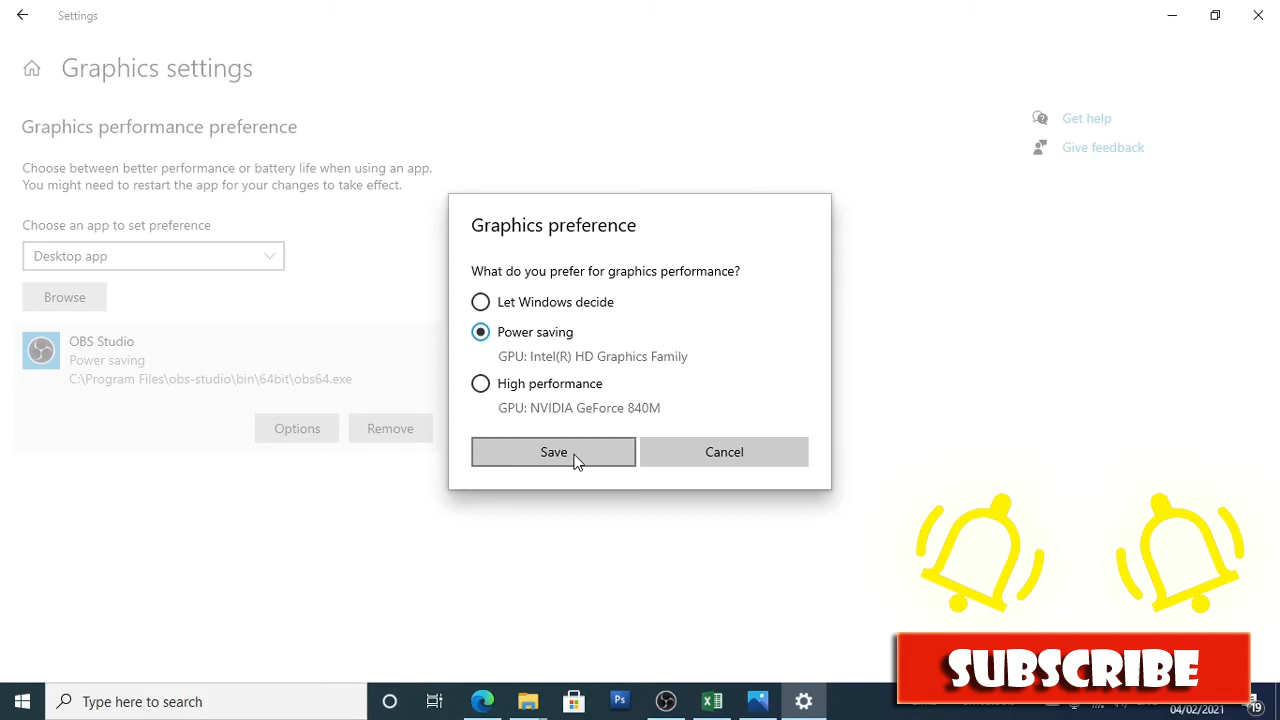 Settings
Graphics settings
Graphics performance preference
Get help
Choose between better performance or battery life when using an app.
You might need to restart the app for your changes to take effect.
Give feedback
Choose an app to set preference
Desktop app
Browse
OBS Studio
Power saving
C:\Program Files\obs-studio\bin\64bit\obs64.exe
Options
Remove
Graphics preference
What do you prefer for graphics performance?
Let Windows decide
Power saving
GPU: Intel(R) HD Graphics Family
High performance
GPU: NVIDIA GeForce 840M
Save
Cancel
SUBSCRIBE
Type here to search
04/02/2021
19